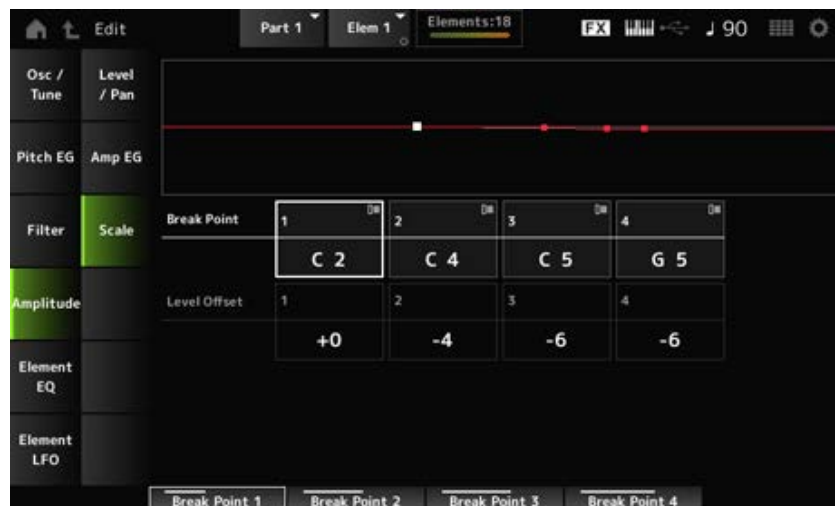 Edit
Part 1
Elem 1
Elements:18
FX
♩ 90
Osc /
Tune
Level
/ Pan
Pitch EG
Amp EG
Filter
Scale
Amplitude
Element
EQ
Element
LFO
Break Point
1
2
3
4
C 2
C 4
C 5
G 5
Level Offset
1
2
3
4
+0
-4
-6
-6
Break Point 1
Break Point 2
Break Point 3
Break Point 4